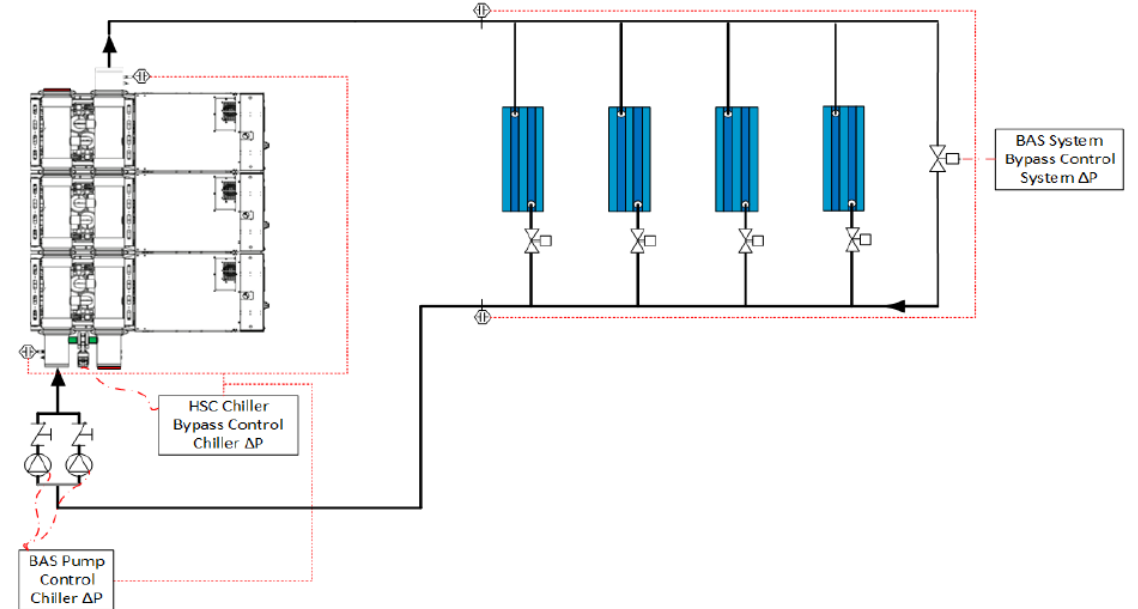 BAS System
Bypass Control
System ΔP
HSC Chiller
Bypass Control
Chiller ΔP
BAS Pump
Control
Chiller ΔP